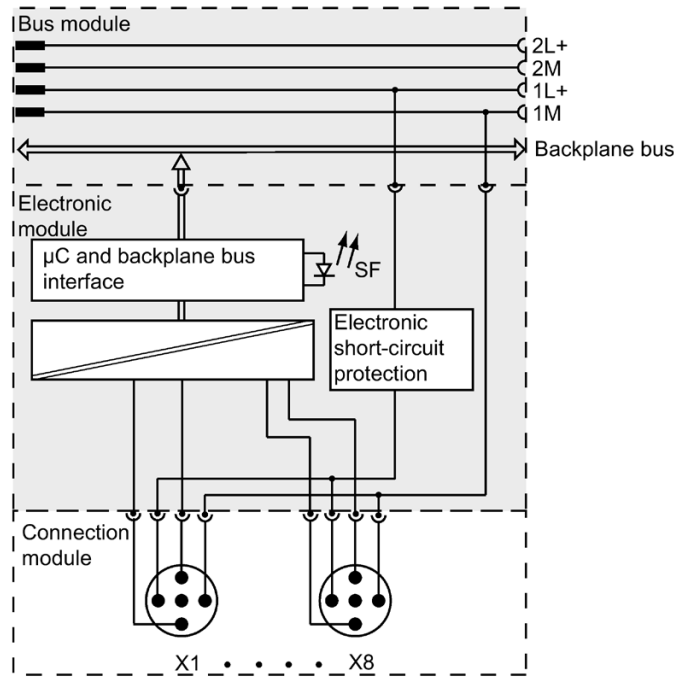 Bus module
2L+
2M
1L+
1M
Backplane bus
Electronic
module
µC and backplane bus
interface
SF
Electronic
short-circuit
protection
Connection
module
X1 • • • • X8